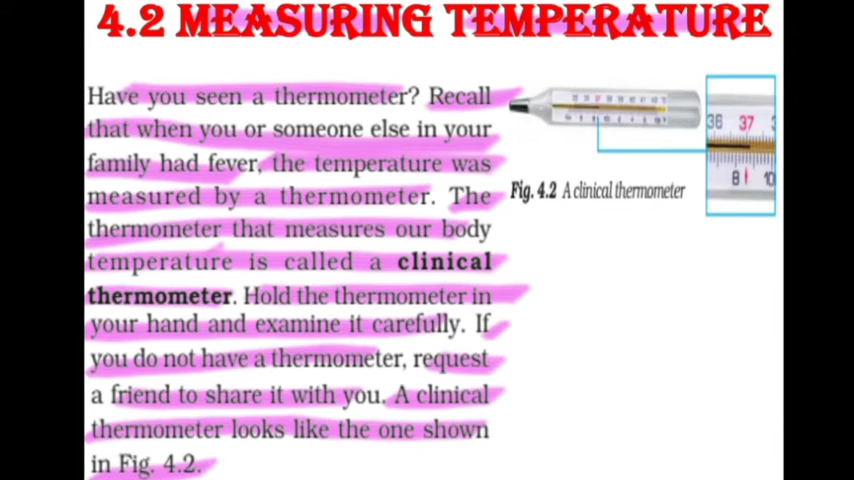 4.2 MEASURING TEMPERATURE
Have you seen a thermometer? Recall
that when you or someone else in your
family had fever, the temperature was
measured by a thermometer. The
thermometer that measures our body
temperature is called a clinical
thermometer. Hold the thermometer in
your hand and examine it carefully. If
you do not have a thermometer, request
a friend to share it with you. A clinical
thermometer looks like the one shown
in Fig. 4.2.
Fig. 4.2 A clinical thermometer
36 37
8 10